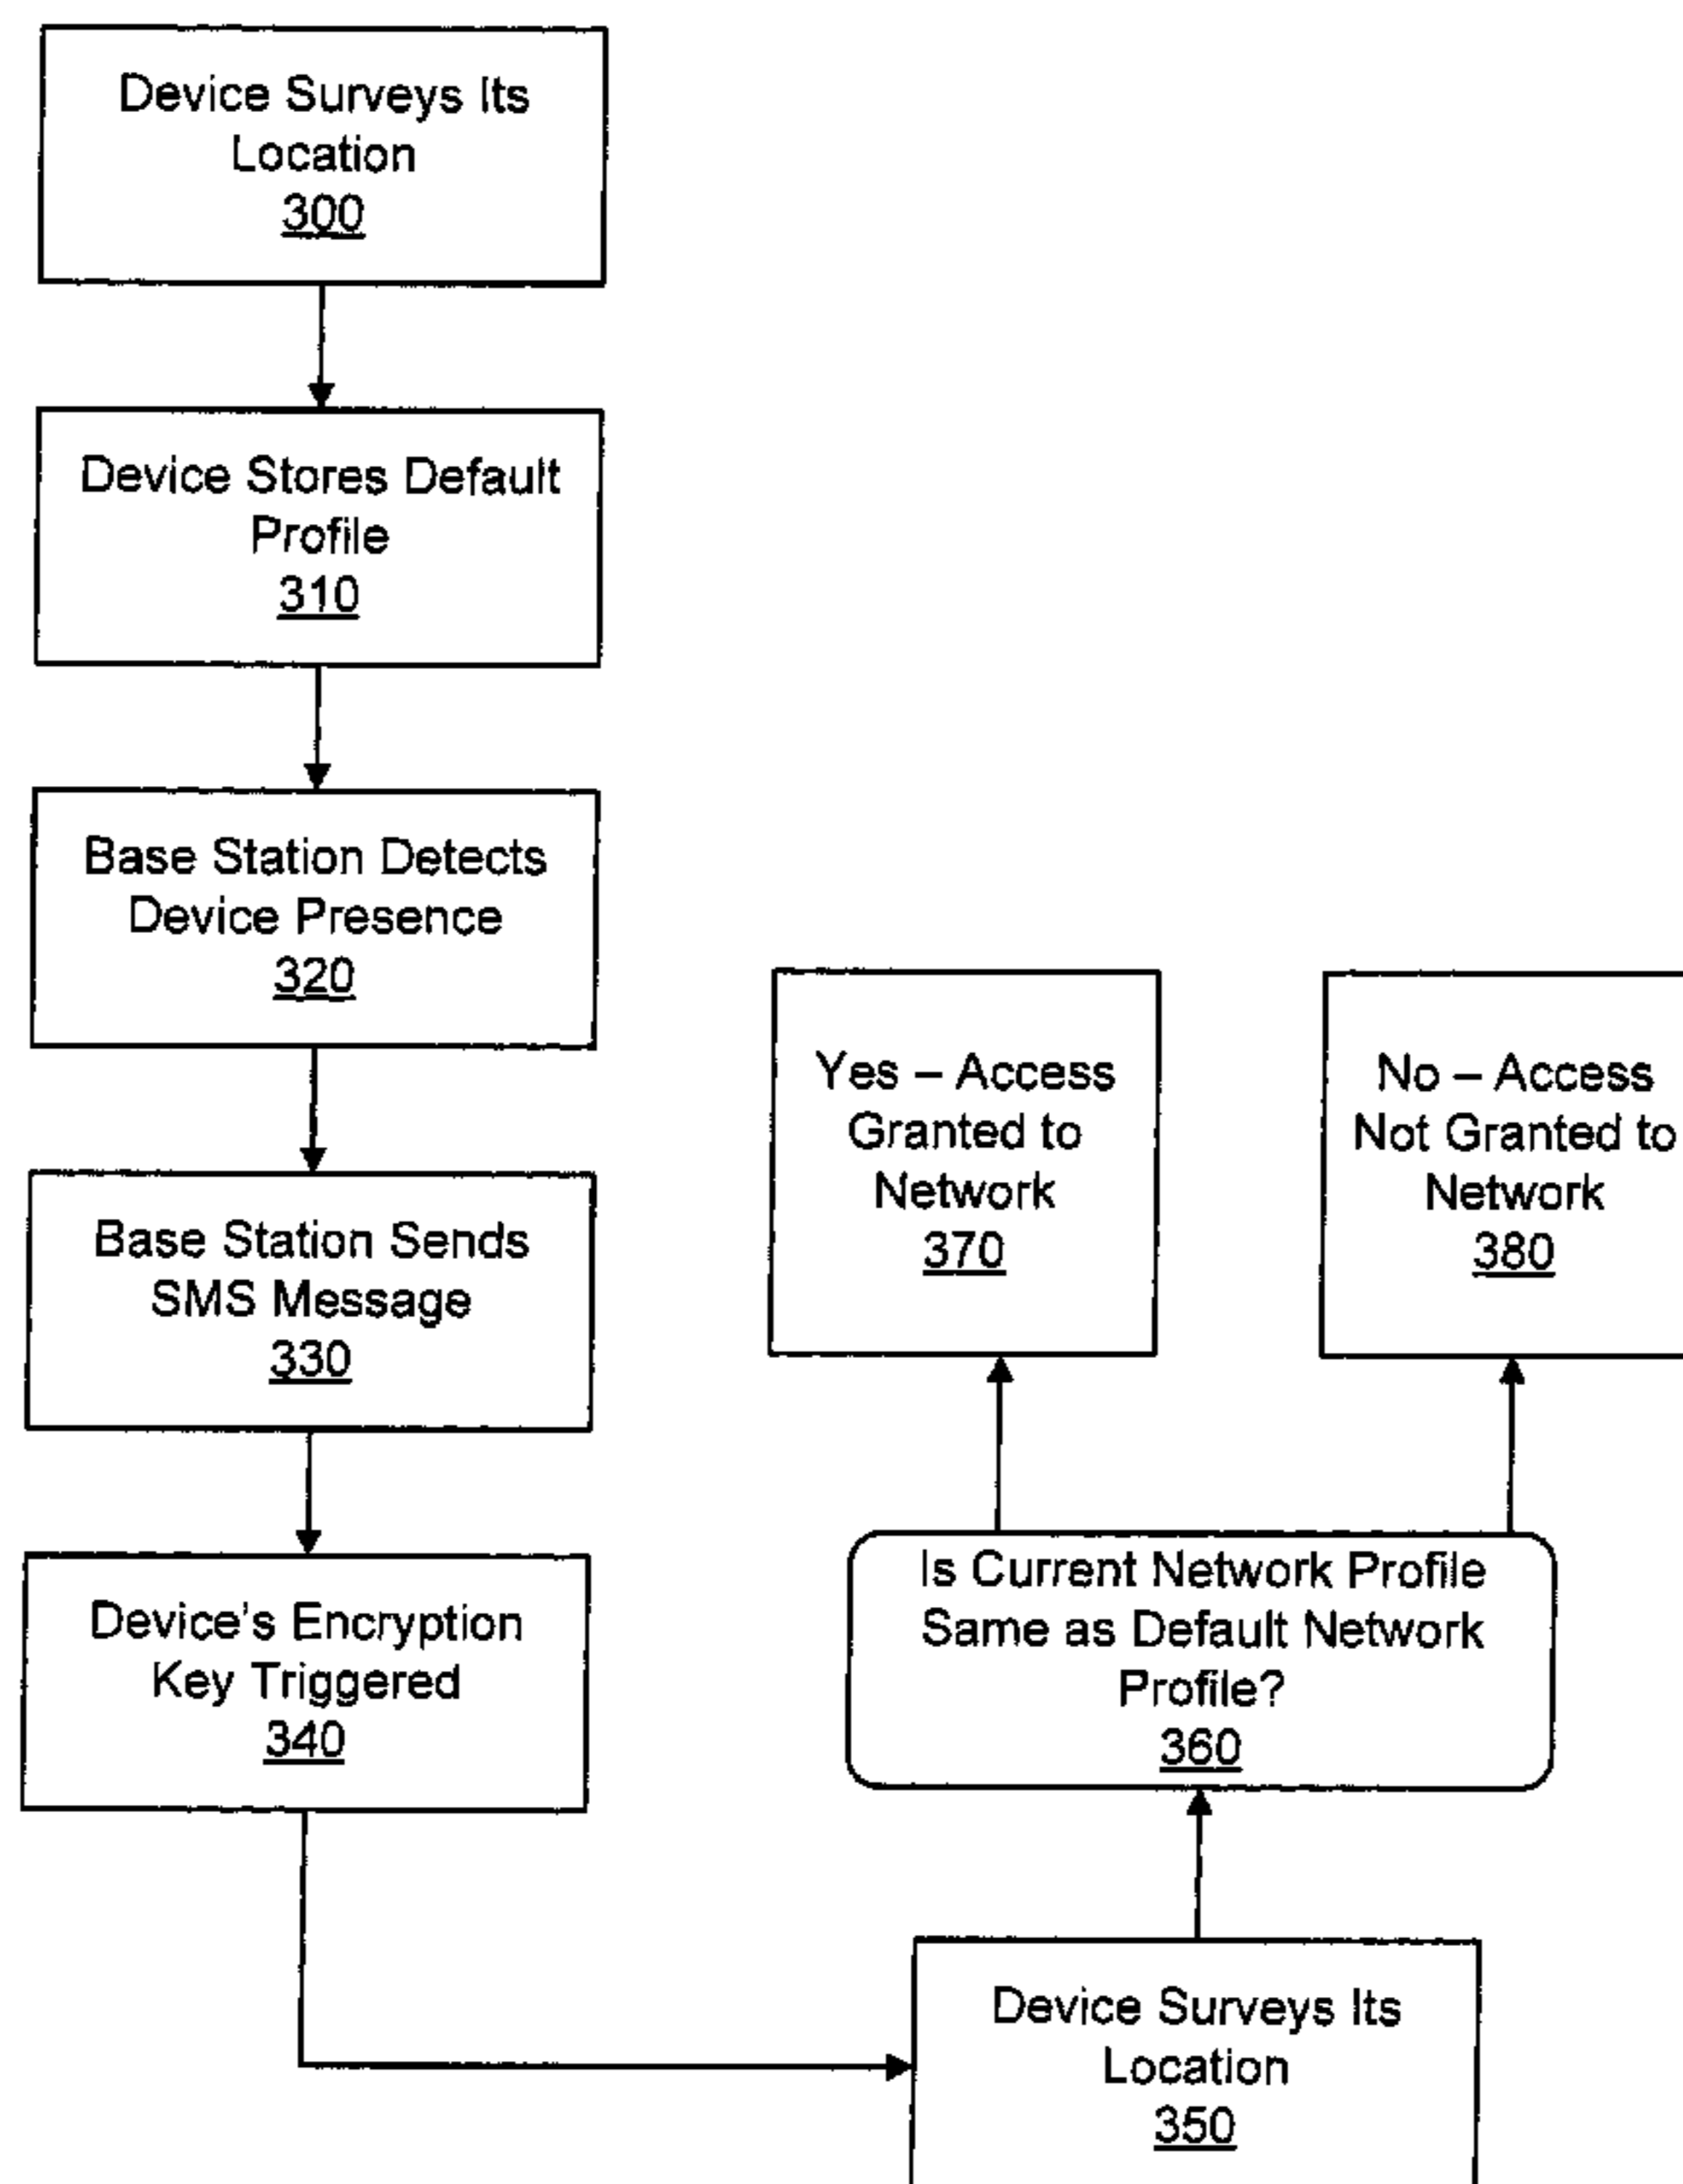 Device Surveys Its
Location
300
Device Stores Default
Profile
310
Base Station Detects
Device Presence
320
Base Station Sends
SMS Message
330
Device's Encryption
Key Triggered
340
Device Surveys Its
Location
350
Is Current Network Profile
Same as Default Network
Profile?
360
Yes – Access
Granted to
Network
370
No – Access
Not Granted to
Network
380